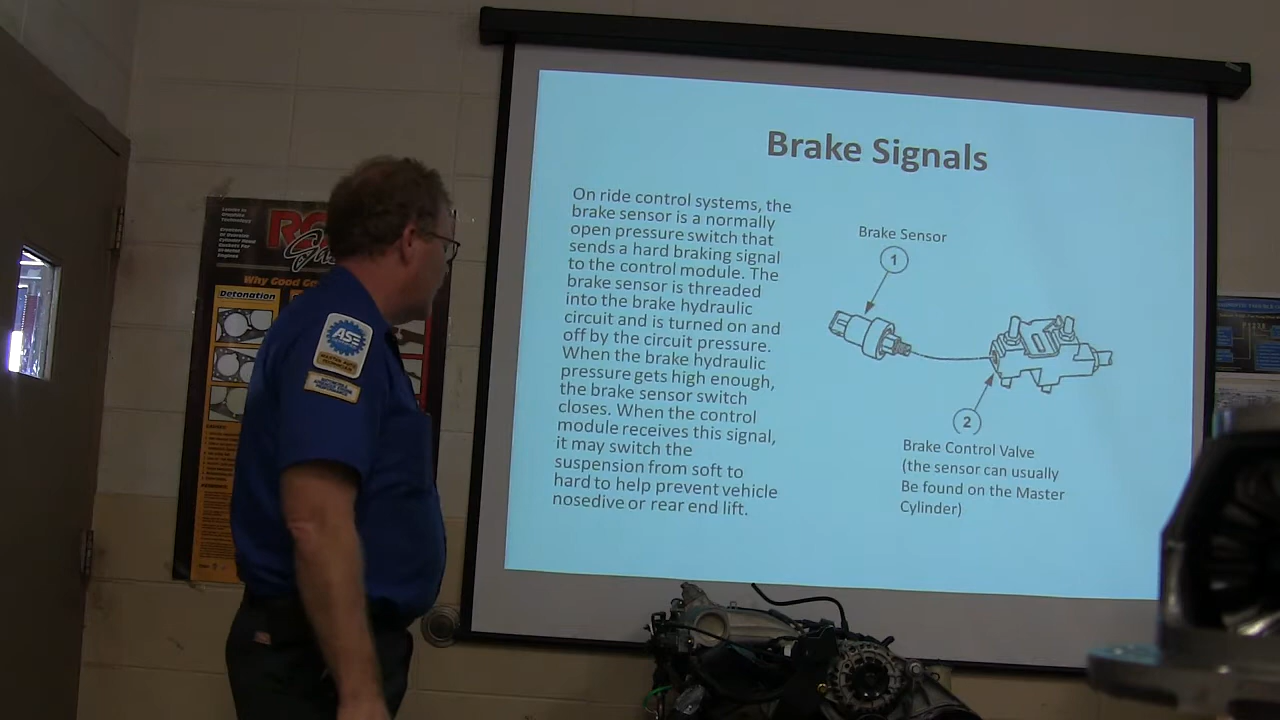 Brake Signals
On ride control systems, the
brake sensor is a normally
open pressure switch that
sends a hard braking signal
to the control module. The
brake sensor is threaded
into the brake hydraulic
circuit and is turned on and
off by the circuit pressure.
When the brake hydraulic
pressure gets high enough,
the brake sensor switch
closes. When the control
module receives this signal,
it may switch the
suspension from soft to
hard to help prevent vehicle
nosedive or rear end lift.
Brake Sensor
1
2
Brake Control Valve
(the sensor can usually
Be found on the Master
Cylinder)
ASE
Why Good
Detonation